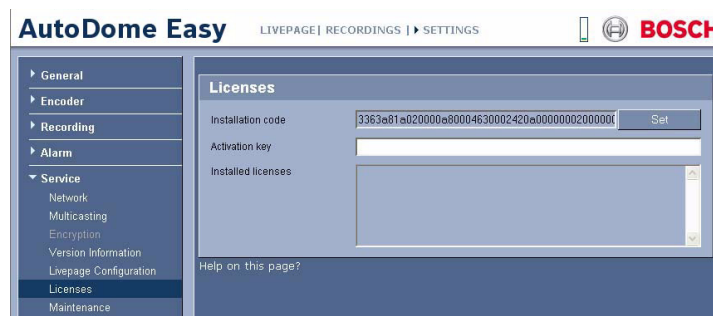 AutoDome Easy
LIVEPAGE| RECORDINGS | SETTINGS
BOSCH
General
Encoder
Recording
Alarm
Service
Network
Multicasting
Encryption
Version Information
Livepage Configuration
Licenses
Maintenance
Licenses
Installation code 3363a81a020000a80004630002420a0000000200000( Set
Activation key
Installed licenses
Help on this page?